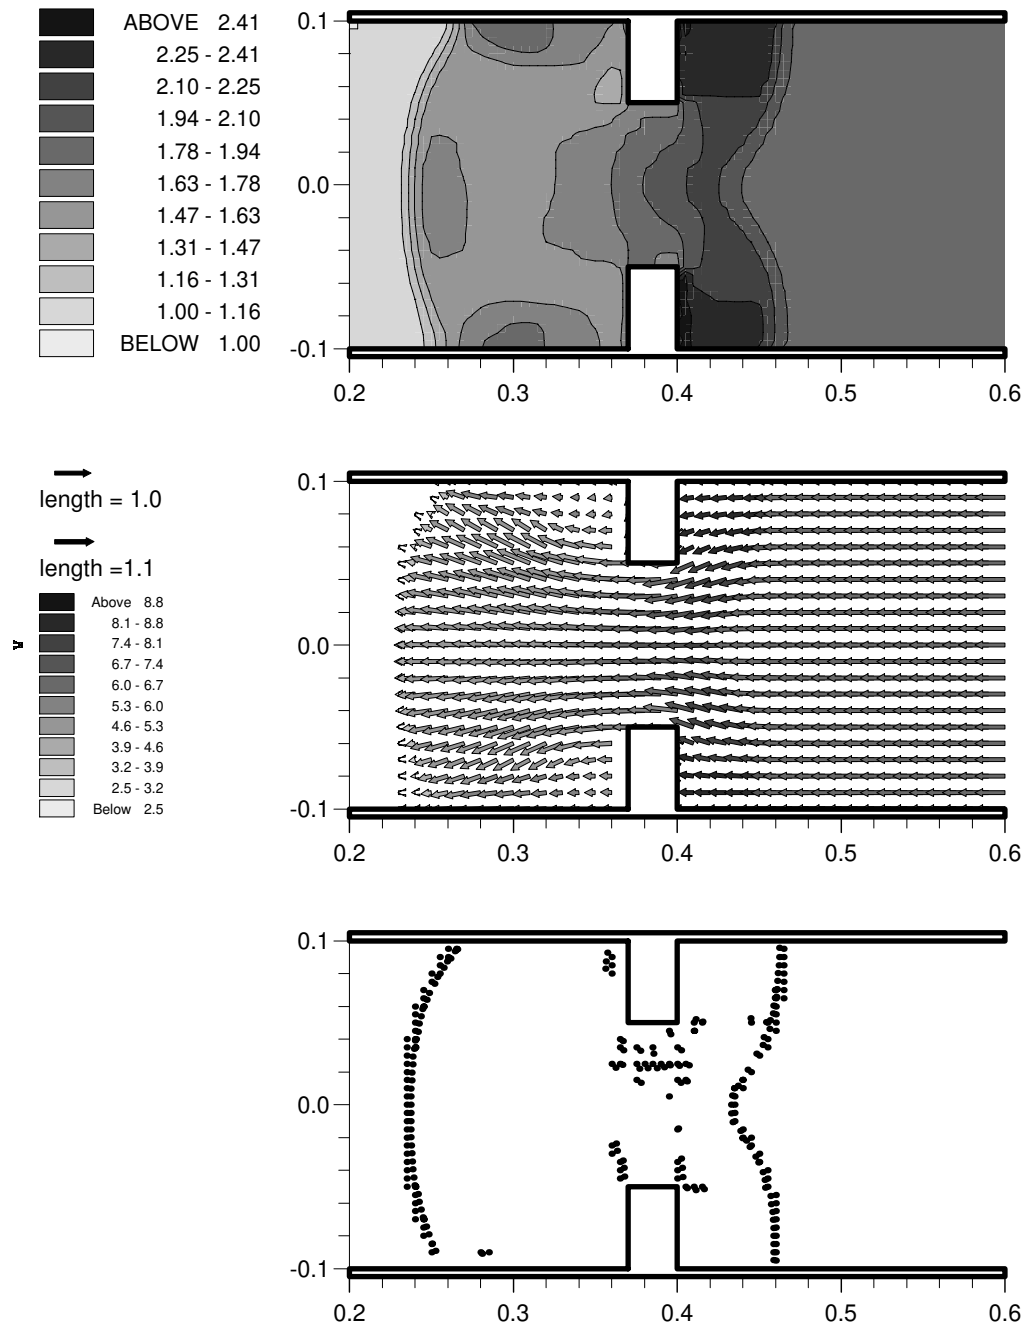 ABOVE 2.41
2.25 - 2.41
2.10 - 2.25
1.94 - 2.10
1.78 - 1.94
1.63 - 1.78
1.47 - 1.63
1.31 - 1.47
1.16 - 1.31
1.00 - 1.16
BELOW 1.00
0.1
0.0
-0.1
0.2 0.3 0.4 0.5 0.6
length = 1.0
length =1.1
Above 8.8
8.1 - 8.8
7.4 - 8.1
6.7 - 7.4
6.0 - 6.7
5.3 - 6.0
4.6 - 5.3
3.9 - 4.6
3.2 - 3.9
2.5 - 3.2
Below 2.5
0.1
0.0
-0.1
0.2 0.3 0.4 0.5 0.6
0.1
0.0
-0.1
0.2 0.3 0.4 0.5 0.6